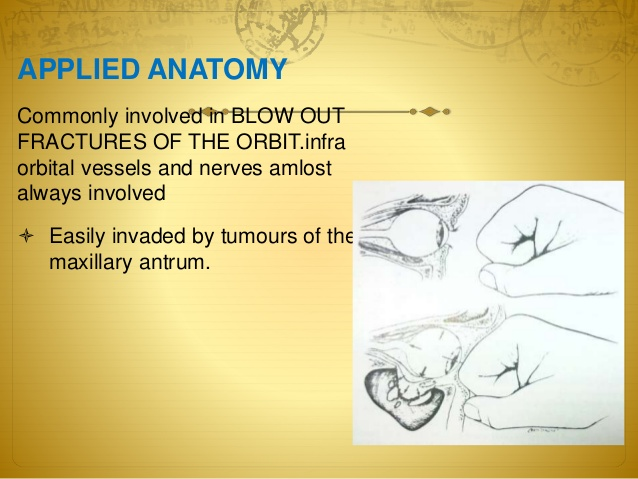 APPLIED ANATOMY
Commonly involved in BLOW OUT
FRACTURES OF THE ORBIT.infra
orbital vessels and nerves amlost
always involved
Easily invaded by tumours of the
maxillary antrum.